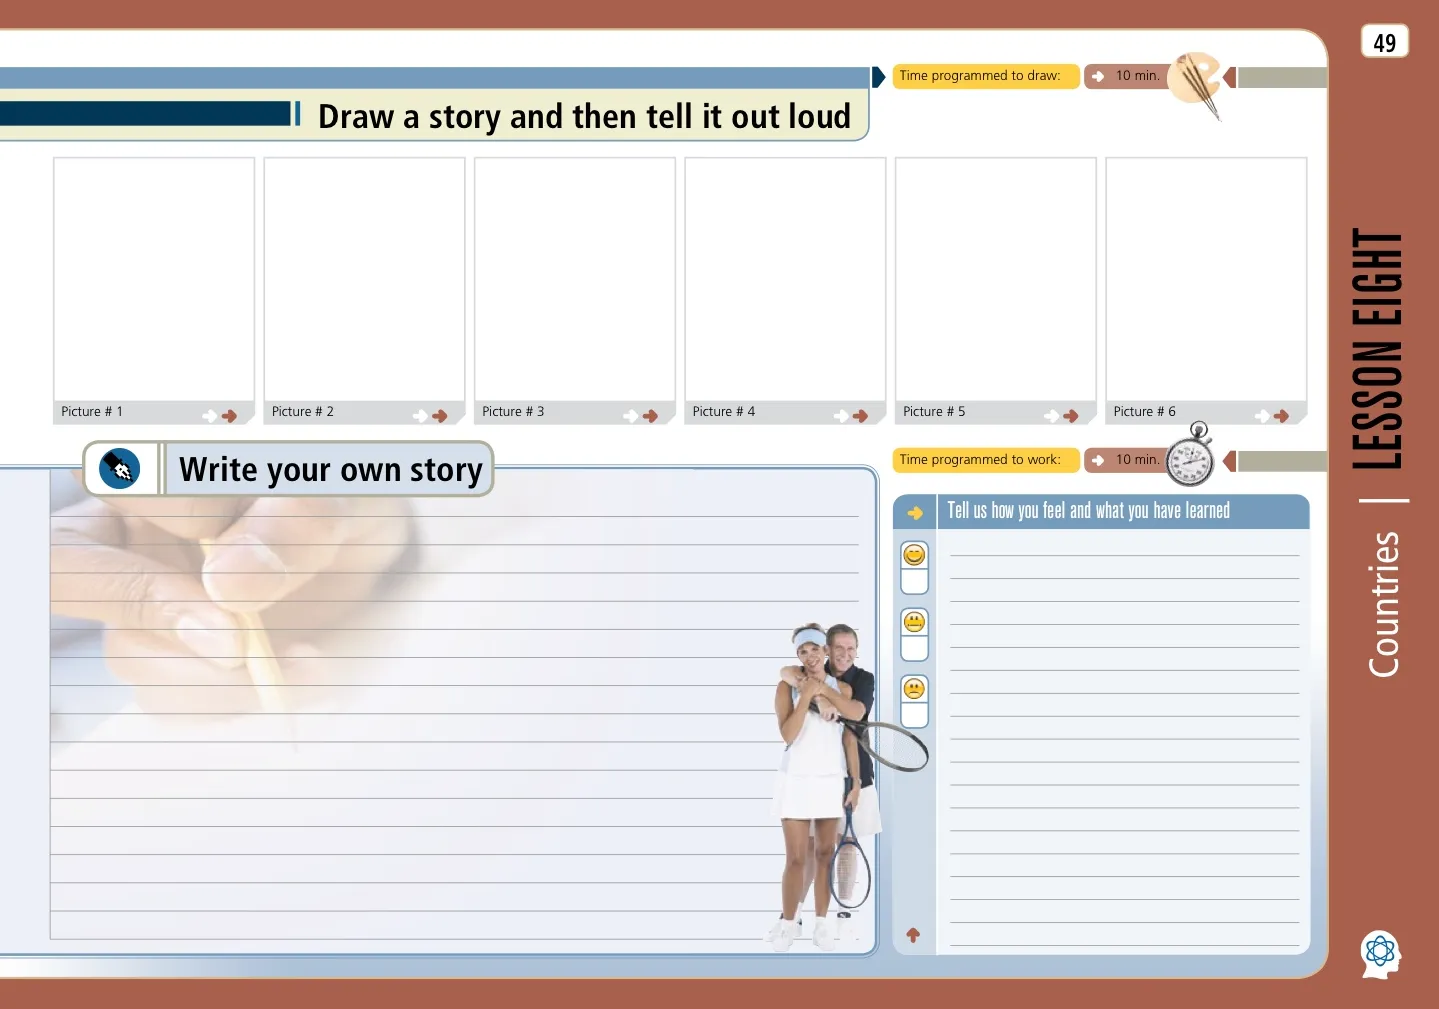 49
Time programmed to draw:
10 min.
Draw a story and then tell it out loud
Picture # 1
Picture # 2
Picture # 3
Picture # 4
Picture # 5
Picture # 6
Write your own story
Time programmed to work:
10 min.
Tell us how you feel and what you have learned
LESSON EIGHT
Countries